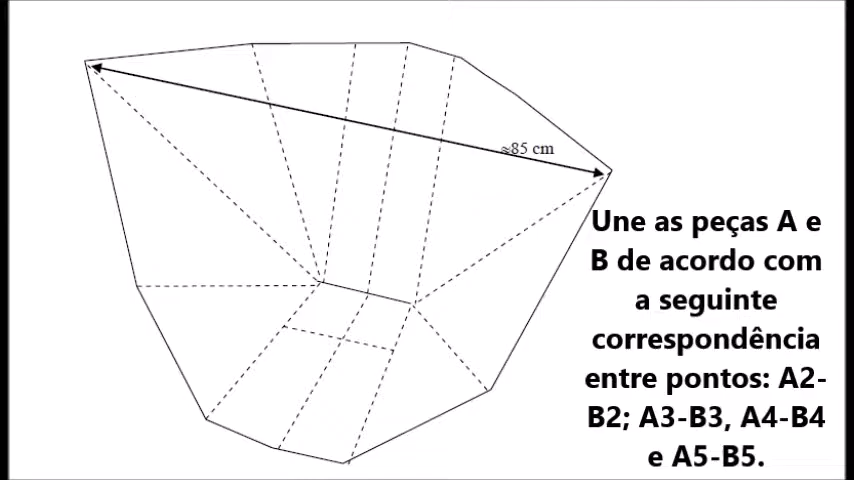 ≈85 cm
Une as peças A e
B de acordo com
a seguinte
correspondência
entre pontos: A2-
B2; A3-B3, A4-B4
e A5-B5.